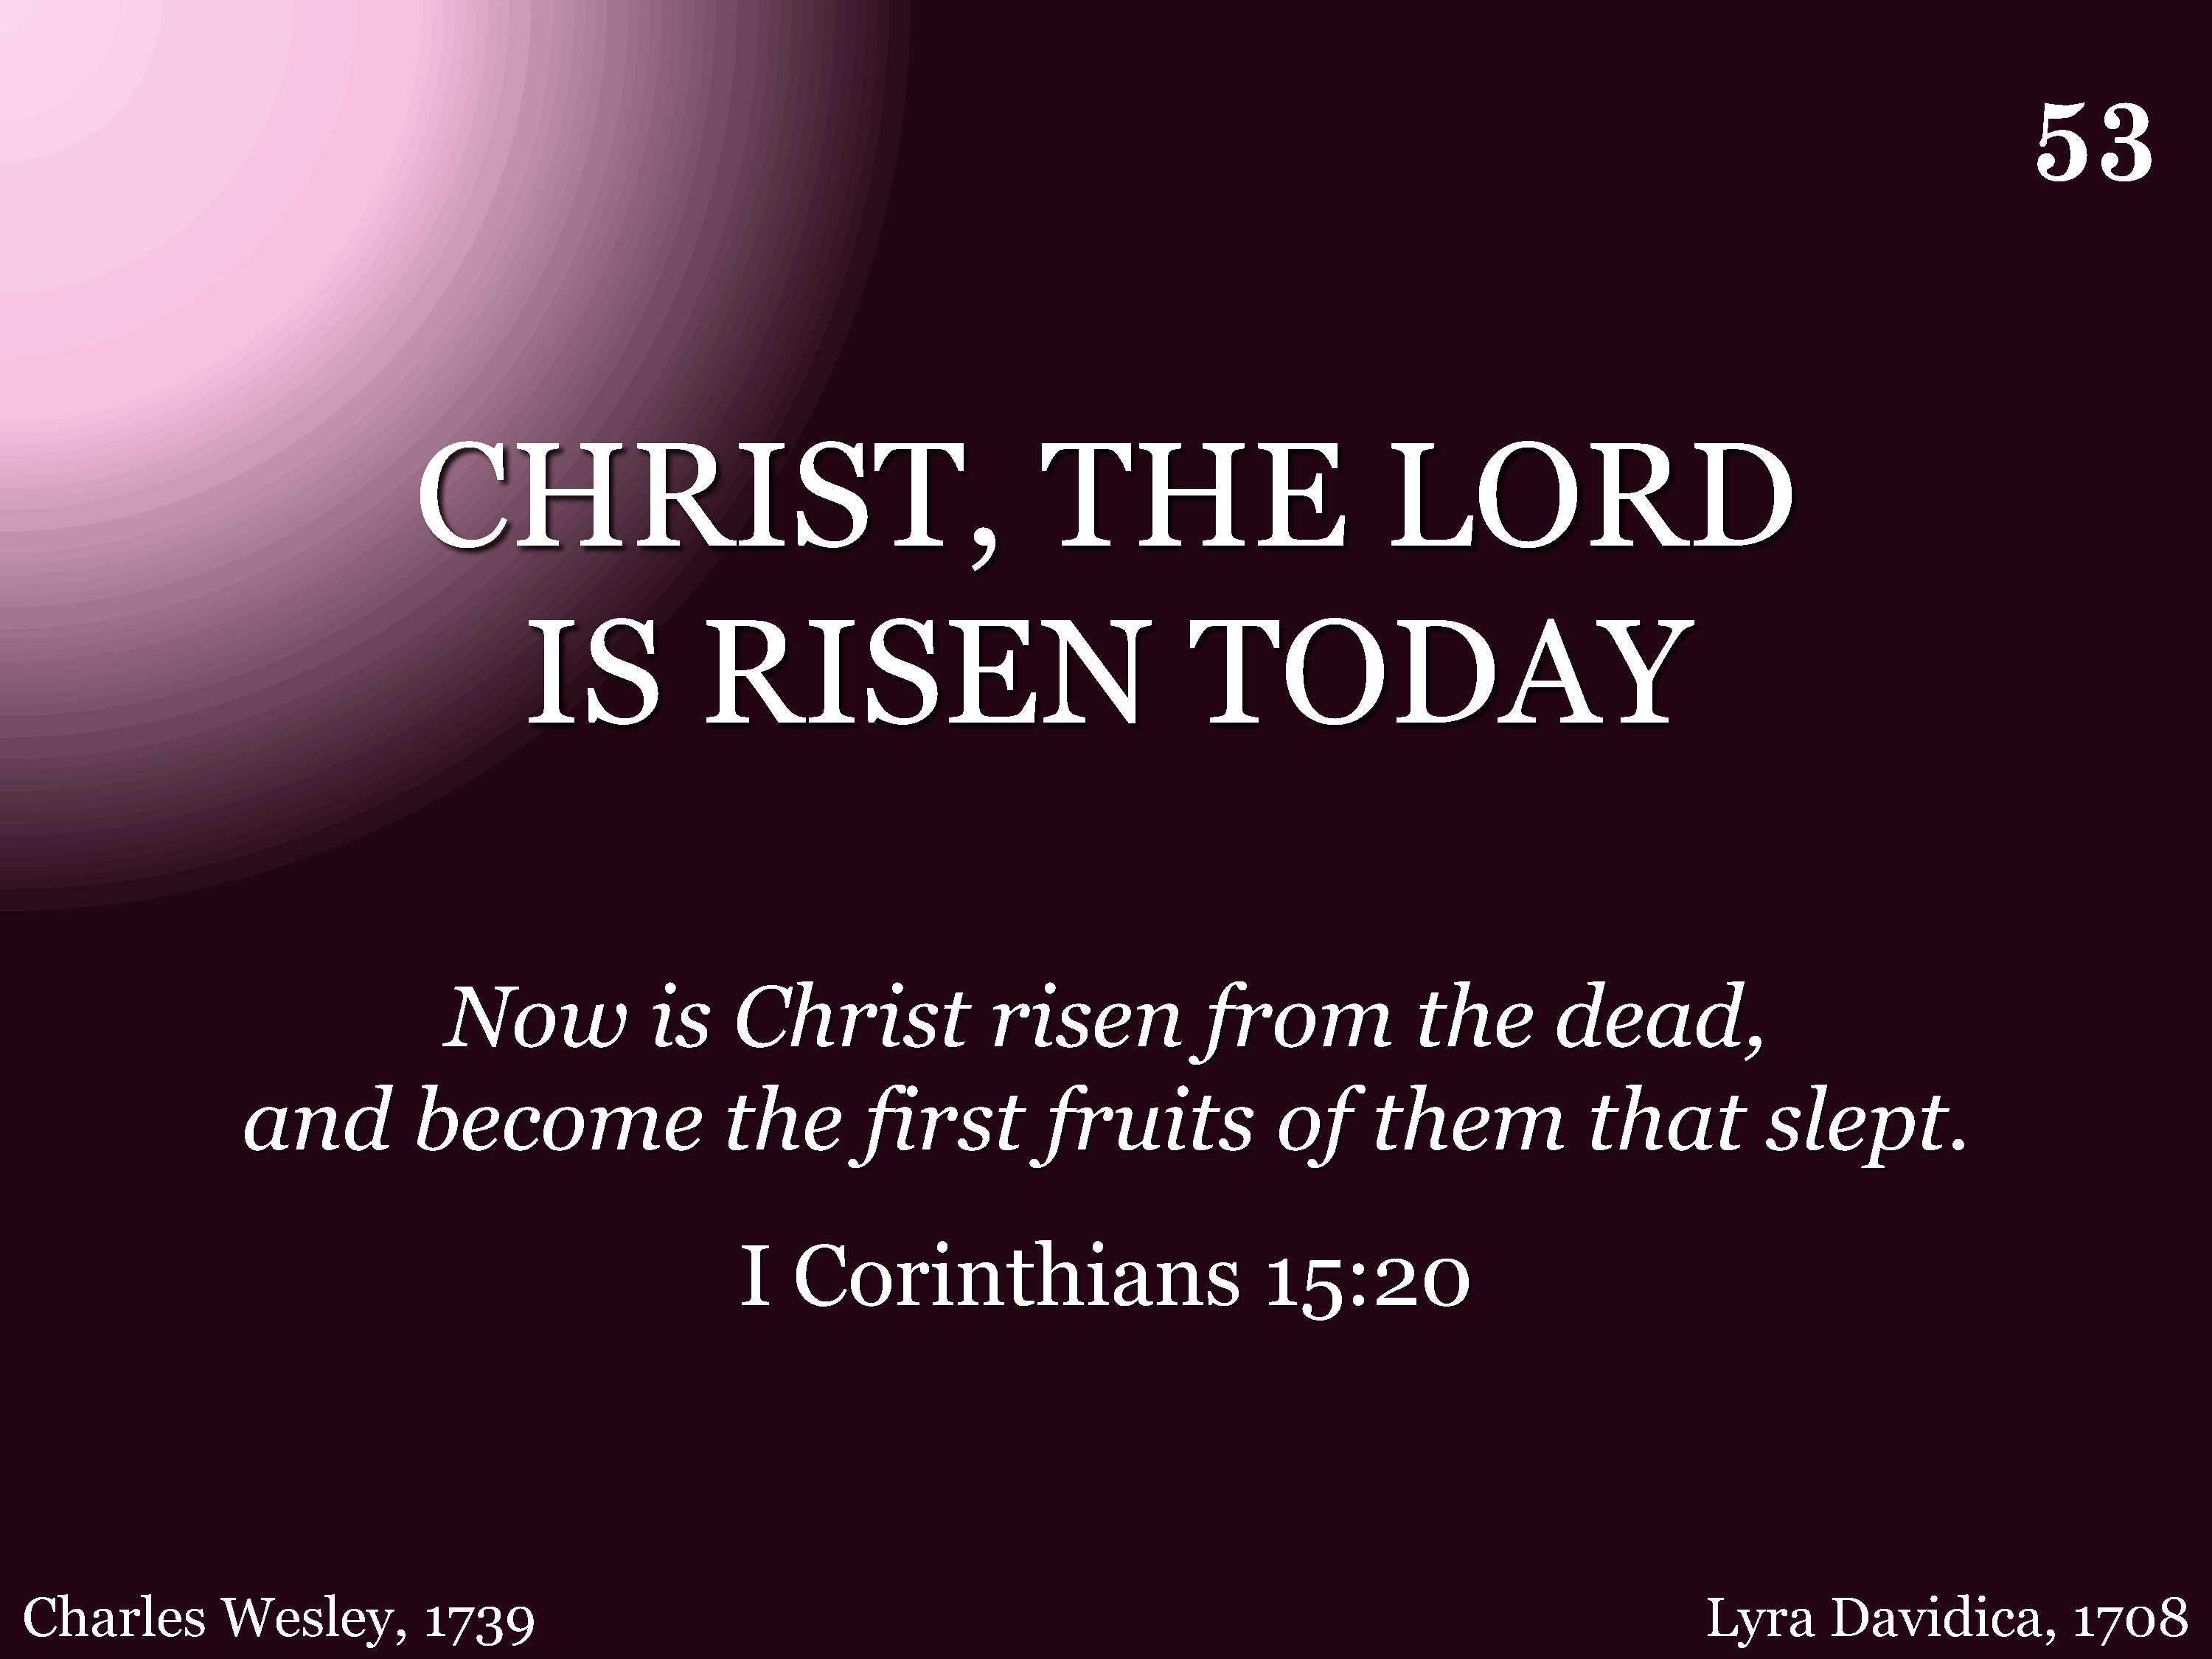 53
CHRIST, THE LORD
IS RISEN TODAY
Now is Christ risen from the dead,
and become the first fruits of them that slept.
I Corinthians 15:20
Charles Wesley, 1739
Lyra Davidica, 1708